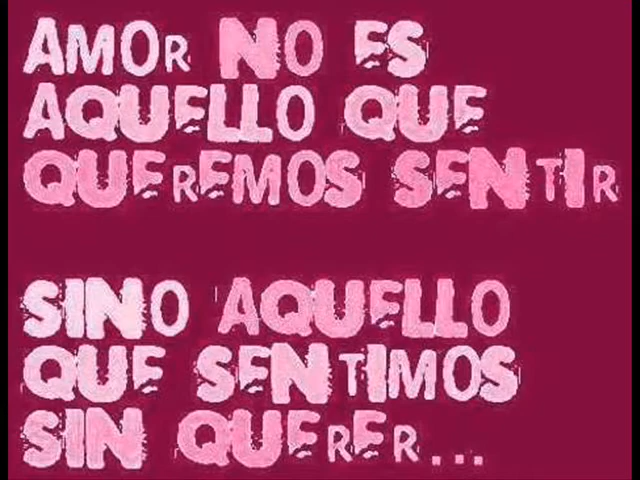 AMOR NO ES
AQUELLO QUE
QUEREMOS SENTIR
SINO AQUELLO
QUE SENTIMOS
SIN QUERER...